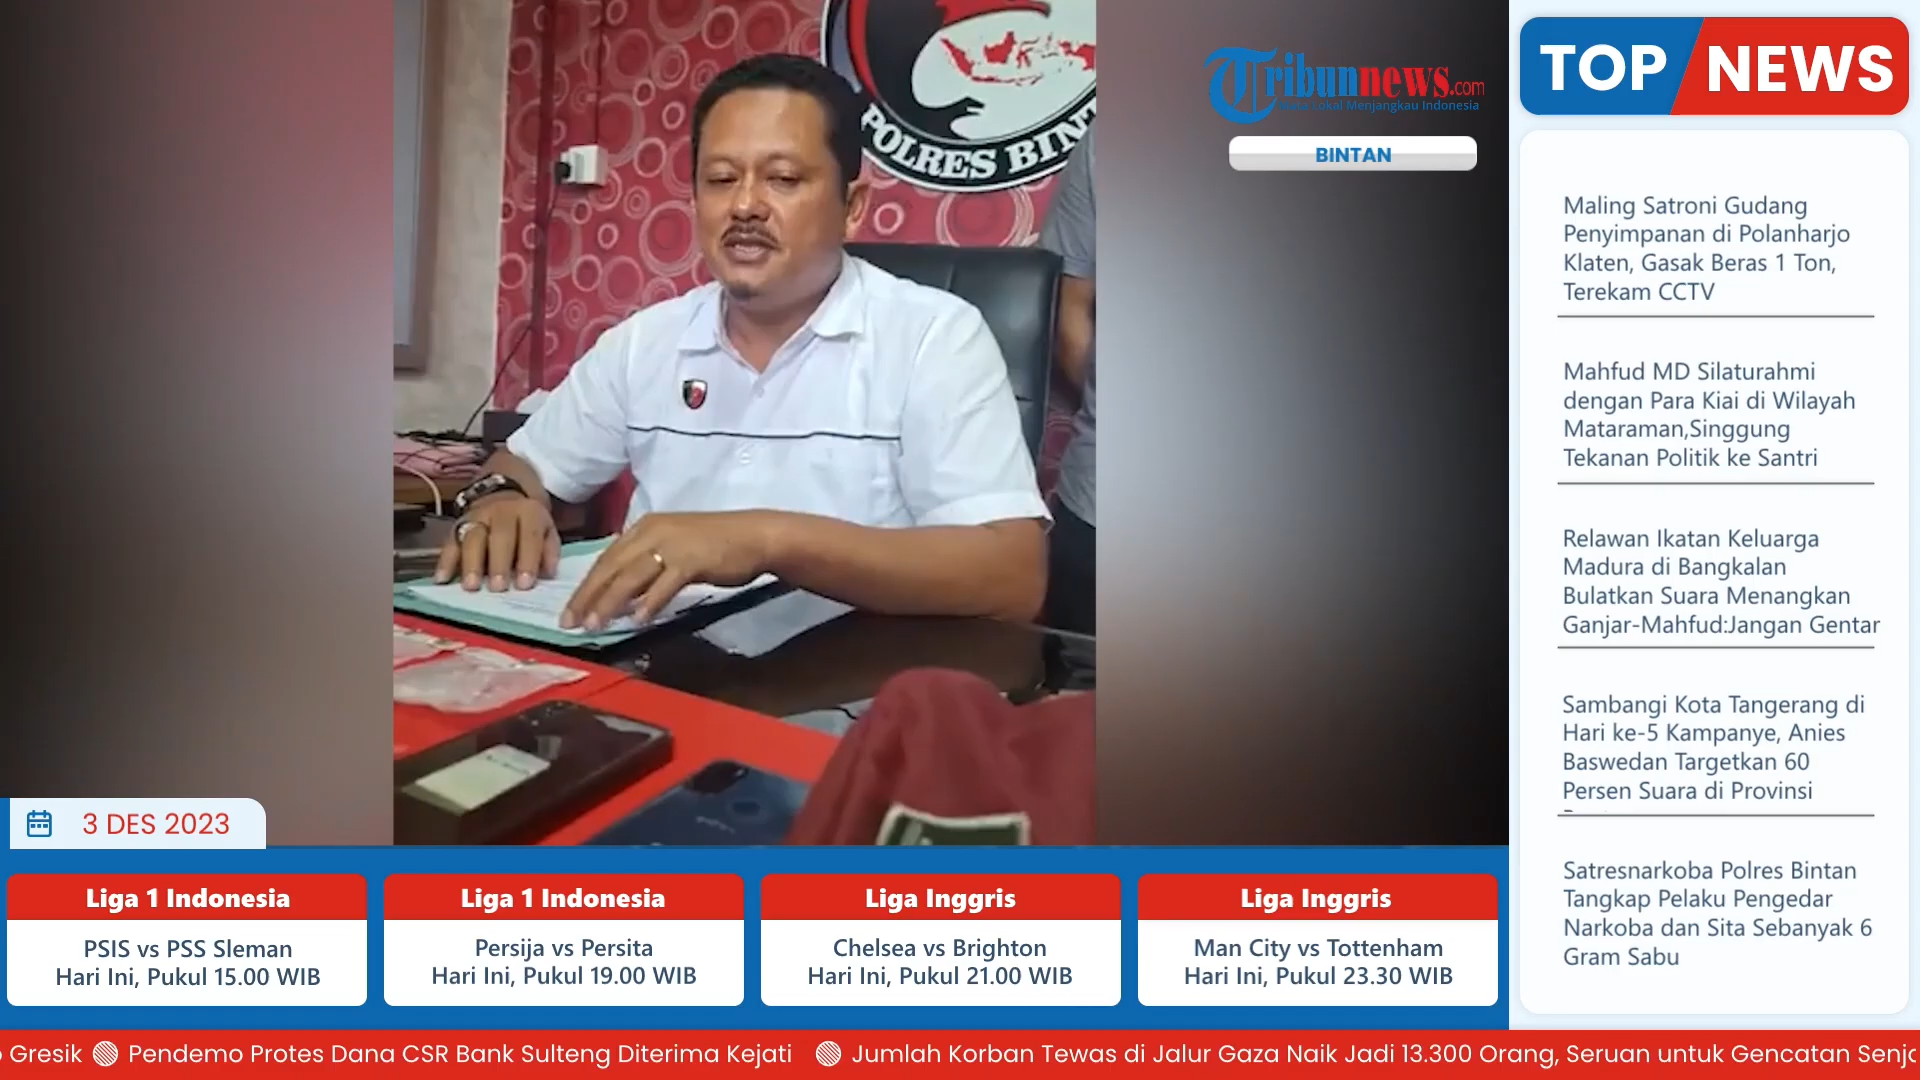 POLRES BINT
Tribunnews.com
Mata Lokal Menjangkau Indonesia
BINTAN
TOP NEWS
Maling Satroni Gudang
Penyimpanan di Polanharjo
Klaten, Gasak Beras 1 Ton,
Terekam CCTV
Mahfud MD Silaturahmi
dengan Para Kiai di Wilayah
Mataraman,Singgung
Tekanan Politik ke Santri
Relawan Ikatan Keluarga
Madura di Bangkalan
Bulatkan Suara Menangkan
Ganjar-Mahfud:Jangan Gentar
Sambangi Kota Tangerang di
Hari ke-5 Kampanye, Anies
Baswedan Targetkan 60
Persen Suara di Provinsi
Satresnarkoba Polres Bintan
Tangkap Pelaku Pengedar
Narkoba dan Sita Sebanyak 6
Gram Sabu
3 DES 2023
Liga 1 Indonesia
PSIS vs PSS Sleman
Hari Ini, Pukul 15.00 WIB
Liga 1 Indonesia
Persija vs Persita
Hari Ini, Pukul 19.00 WIB
Liga Inggris
Chelsea vs Brighton
Hari Ini, Pukul 21.00 WIB
Liga Inggris
Man City vs Tottenham
Hari Ini, Pukul 23.30 WIB
Gresik Pendemo Protes Dana CSR Bank Sulteng Diterima Kejati Jumlah Korban Tewas di Jalur Gaza Naik Jadi 13.300 Orang, Seruan untuk Gencatan Senj